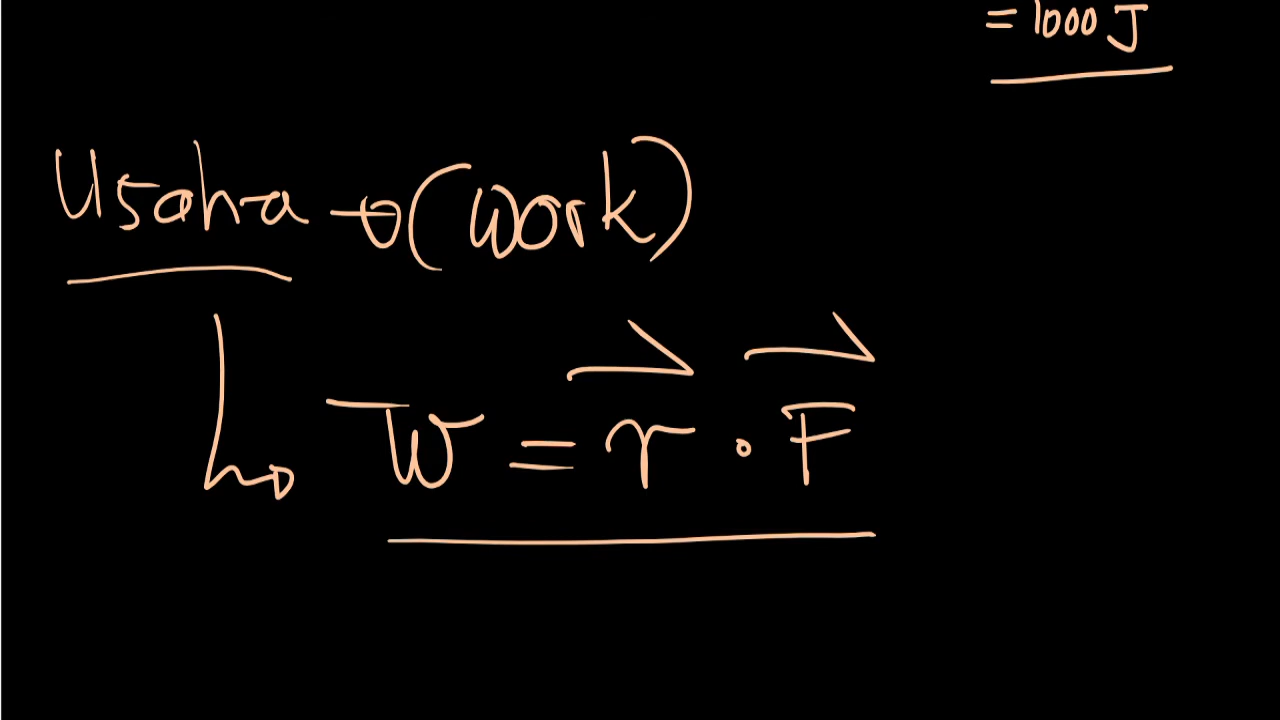 = 1000 J
Usaha → (work)
W = r · F